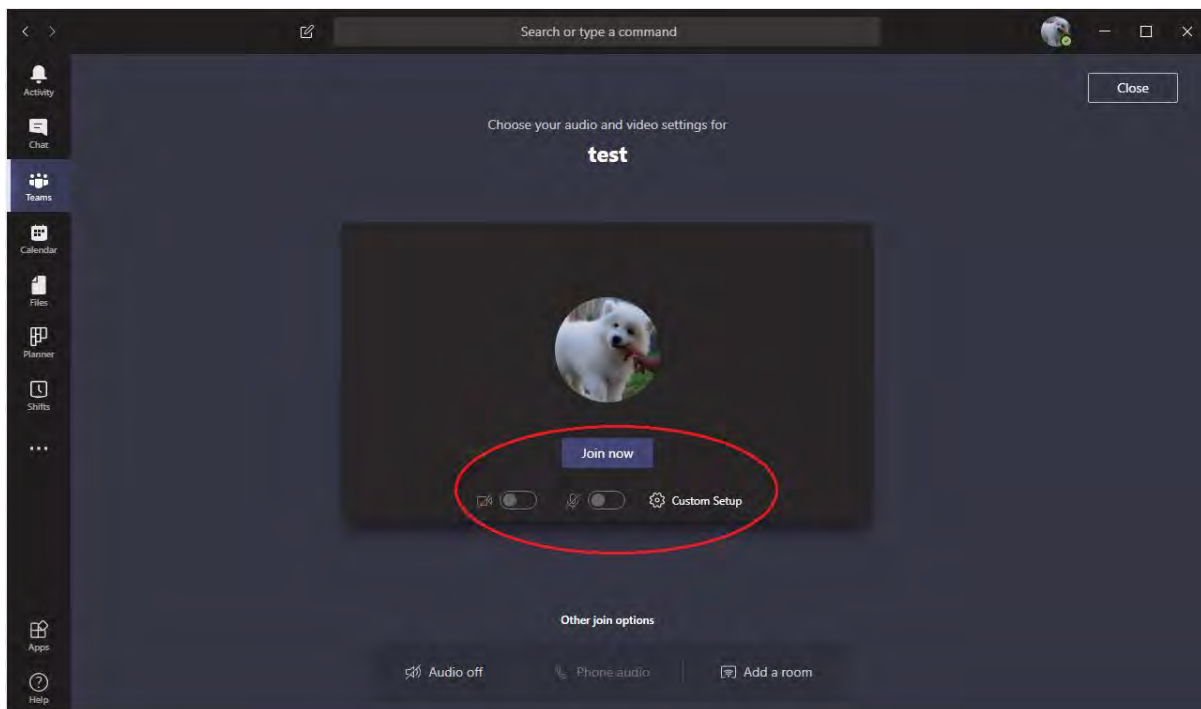 Search or type a command
Activity
Chat
Teams
Calendar
Files
Planner
Shifts
Apps
Help
Close
Choose your audio and video settings for
test
Join now
Custom Setup
Other join options
Audio off
Phone audio
Add a room